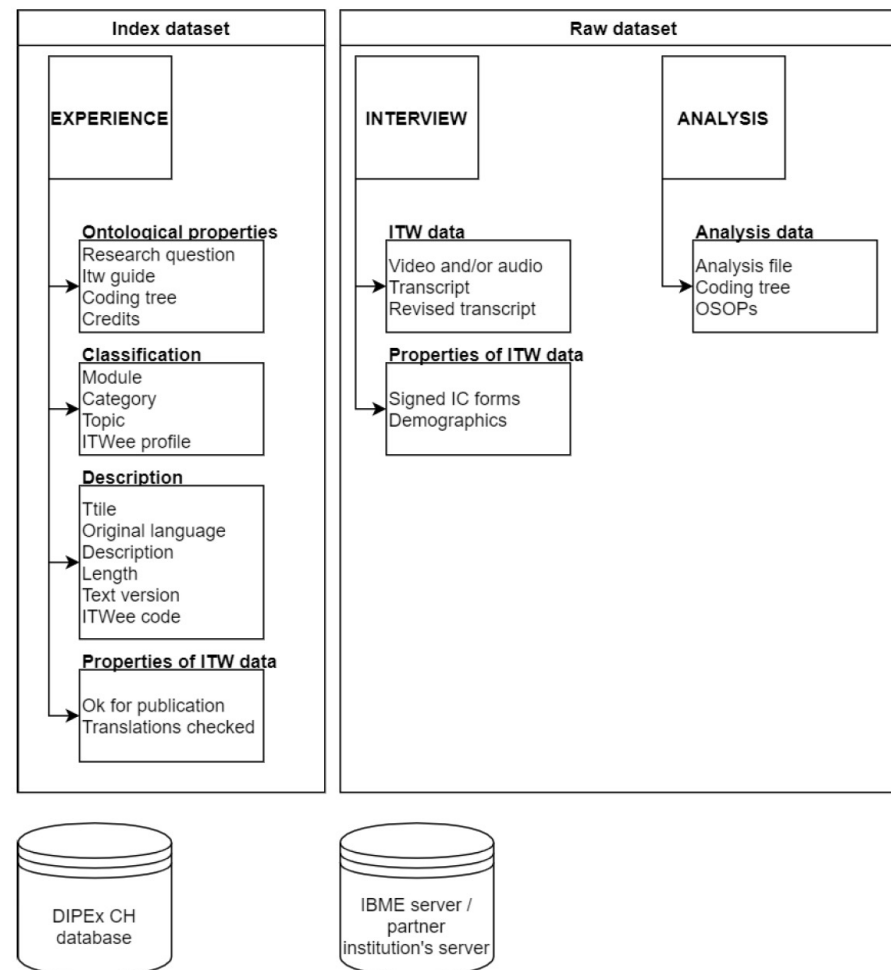 Index dataset
EXPERIENCE
Ontological properties
Research question
Itw guide
Coding tree
Credits
Classification
Module
Category
Topic
ITWee profile
Description
Ttile
Original language
Description
Length
Text version
ITWee code
Properties of ITW data
Ok for publication
Translations checked
Raw dataset
INTERVIEW
ITW data
Video and/or audio
Transcript
Revised transcript
Properties of ITW data
Signed IC forms
Demographics
ANALYSIS
Analysis data
Analysis file
Coding tree
OSOPs
DIPEx CH
database
IBME server /
partner
institution's server